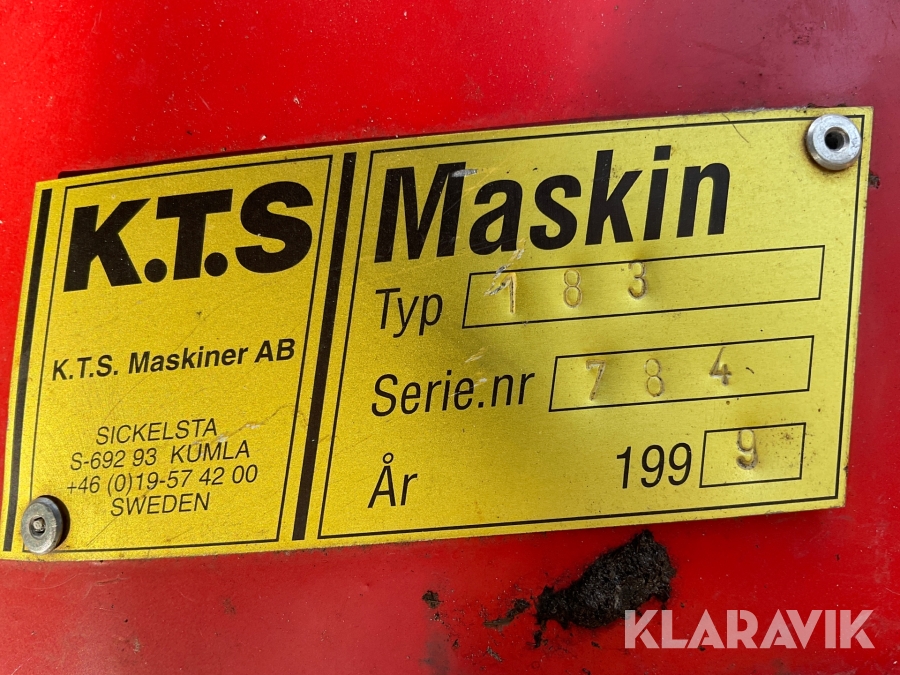 K.T.S
K.T.S. Maskiner AB
SICKELSTA
S-692 93 KUMLA
+46 (0)19-57 42 00
SWEDEN
Maskin
Typ 183
Serie.nr 784
År 1999
KLARAVIK